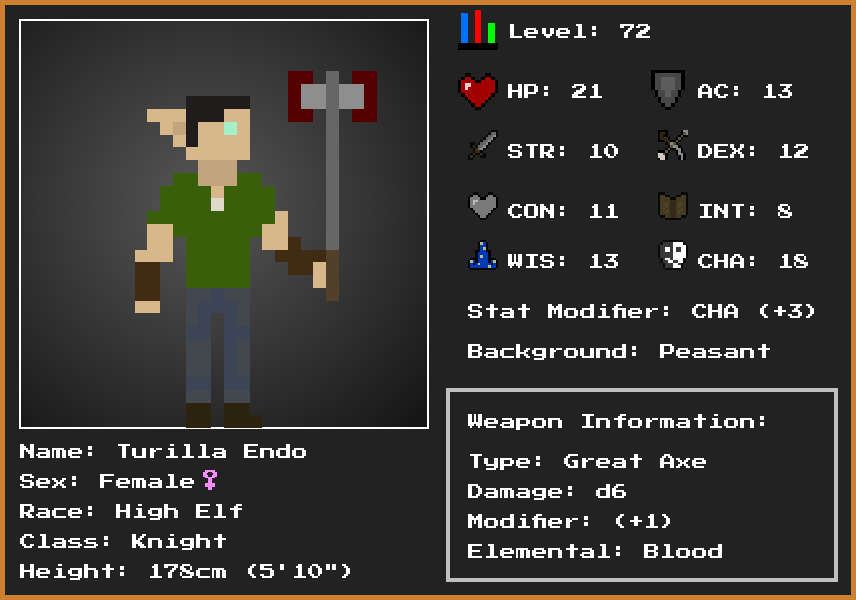 Level: 72
HP: 21 AC: 13
STR: 10 DEX: 12
CON: 11 INT: 8
WIS: 13 CHA: 18
Stat Modifier: CHA (+3)
Background: Peasant
Weapon Information:
Type: Great Axe
Damage: d6
Modifier: (+1)
Elemental: Blood
Name: Turilla Endo
Sex: Female♀
Race: High Elf
Class: Knight
Height: 178cm (5'10")